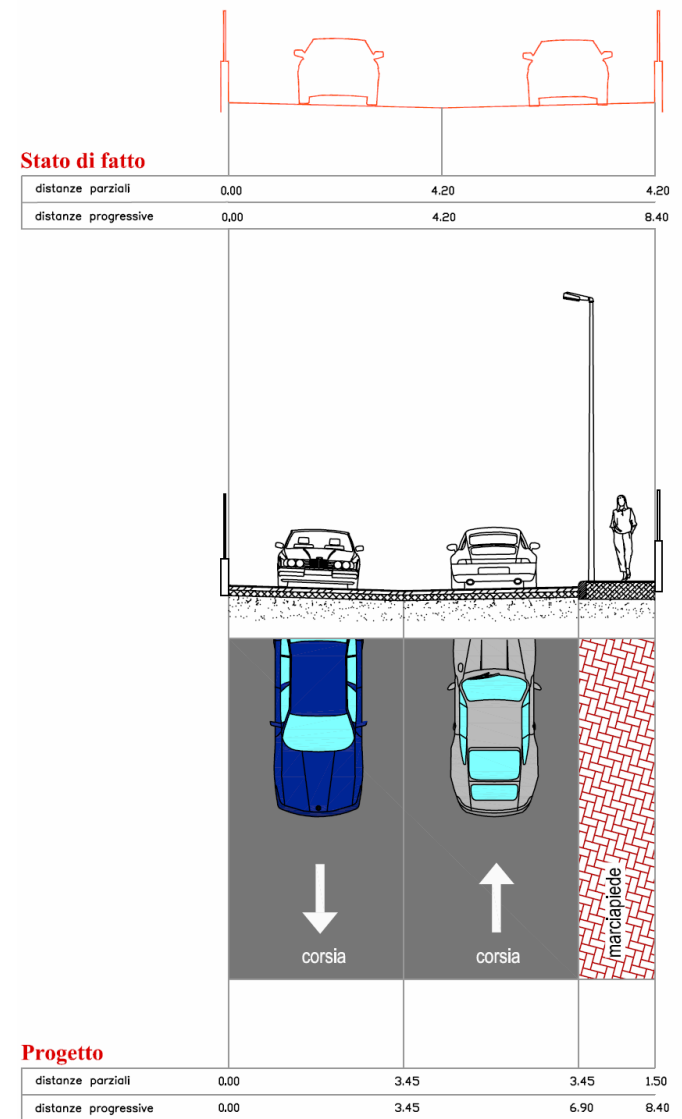 Stato di fatto
distanze parziali 0.00 4.20 4.20
distanze progressive 0.00 4.20 8.40
marciapiede
corsia corsia
Progetto
distanze parziali 0.00 3.45 3.45 1.50
distanze progressive 0.00 3.45 6.90 8.40